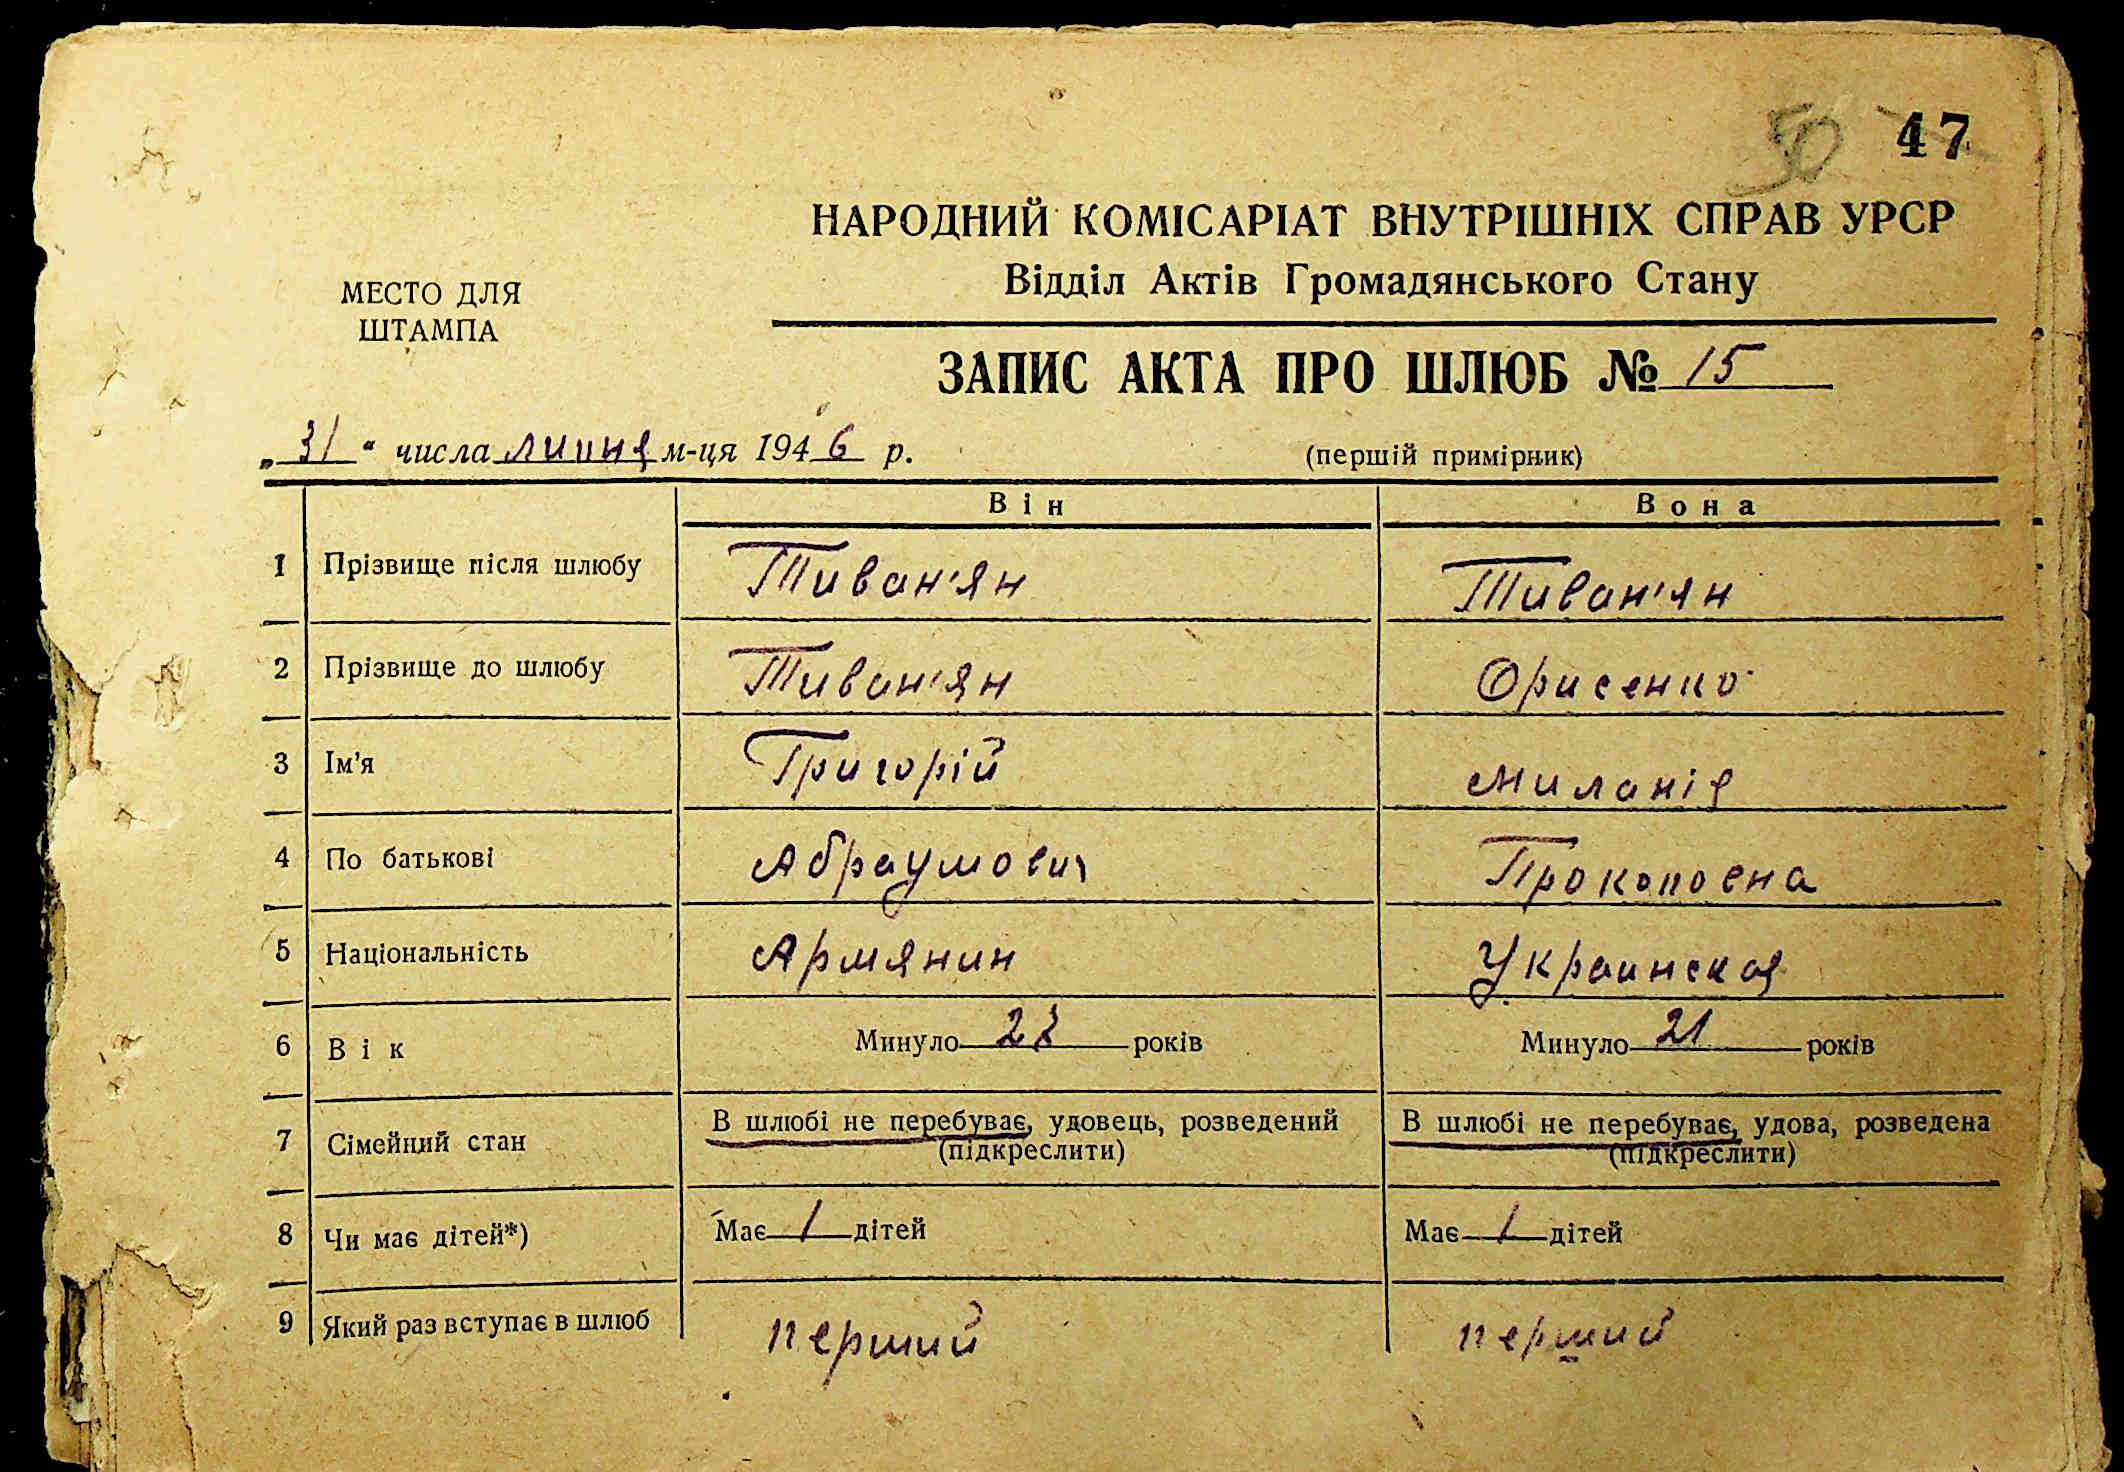 50 47
НАРОДНИЙ КОМІСАРІАТ ВНУТРІШНІХ СПРАВ УРСР
Відділ Актів Громадянського Стану
МЕСТО ДЛЯ
ШТАМПА
ЗАПИС АКТА ПРО ШЛЮБ № 15
„31“ числа липня м-ця 1946 р. (першій примірник)
Він Вона
1 Прізвище після шлюбу Тиван'ян Тиван'ян
2 Прізвище до шлюбу Тиван'ян Орисенко
3 Ім'я Григорій Миланія
4 По батькові Абраумович Прокоповна
5 Національність Армянин Украинская
6 Вік Минуло років Минуло 21 років
7 Сімейний стан В шлюбі не перебуває, удовець, розведений В шлюбі не перебуває, удова, розведена
(підкреслити) (підкреслити)
8 Чи має дітей*) Має 1 дітей Має 1 дітей
9 Який раз вступає в шлюб перший перший